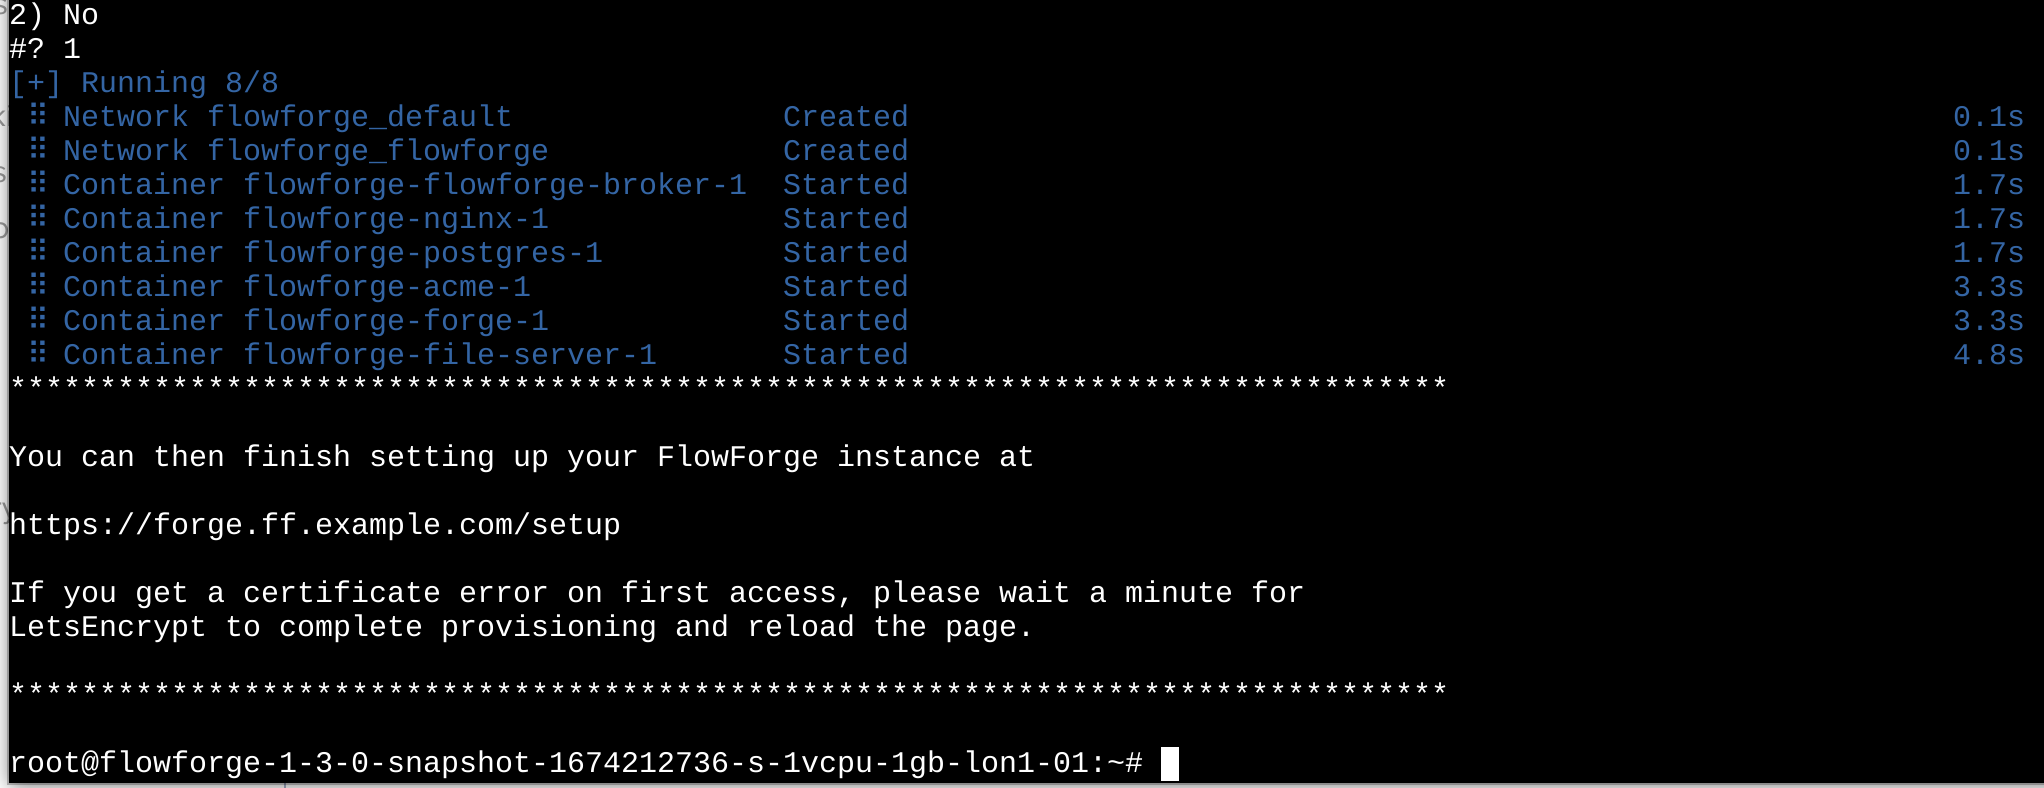 2) No
#? 1
[+] Running 8/8
⠿ Network flowforge_default Created 0.1s
⠿ Network flowforge_flowforge Created 0.1s
⠿ Container flowforge-flowforge-broker-1 Started 1.7s
⠿ Container flowforge-nginx-1 Started 1.7s
⠿ Container flowforge-postgres-1 Started 1.7s
⠿ Container flowforge-acme-1 Started 3.3s
⠿ Container flowforge-forge-1 Started 3.3s
⠿ Container flowforge-file-server-1 Started 4.8s
********************************************************************************
You can then finish setting up your FlowForge instance at
https://forge.ff.example.com/setup
If you get a certificate error on first access, please wait a minute for
LetsEncrypt to complete provisioning and reload the page.
********************************************************************************
root@flowforge-1-3-0-snapshot-1674212736-s-1vcpu-1gb-lon1-01:~#